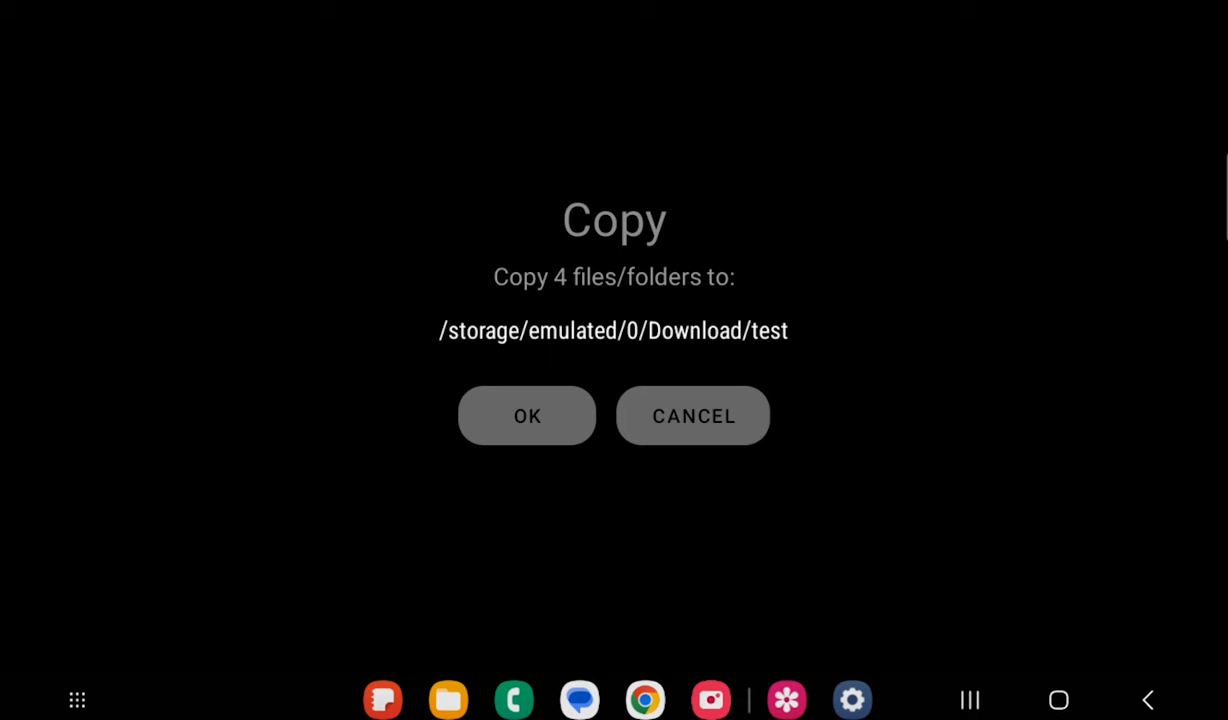 Copy
Copy 4 files/folders to:
/storage/emulated/0/Download/test
OK
CANCEL